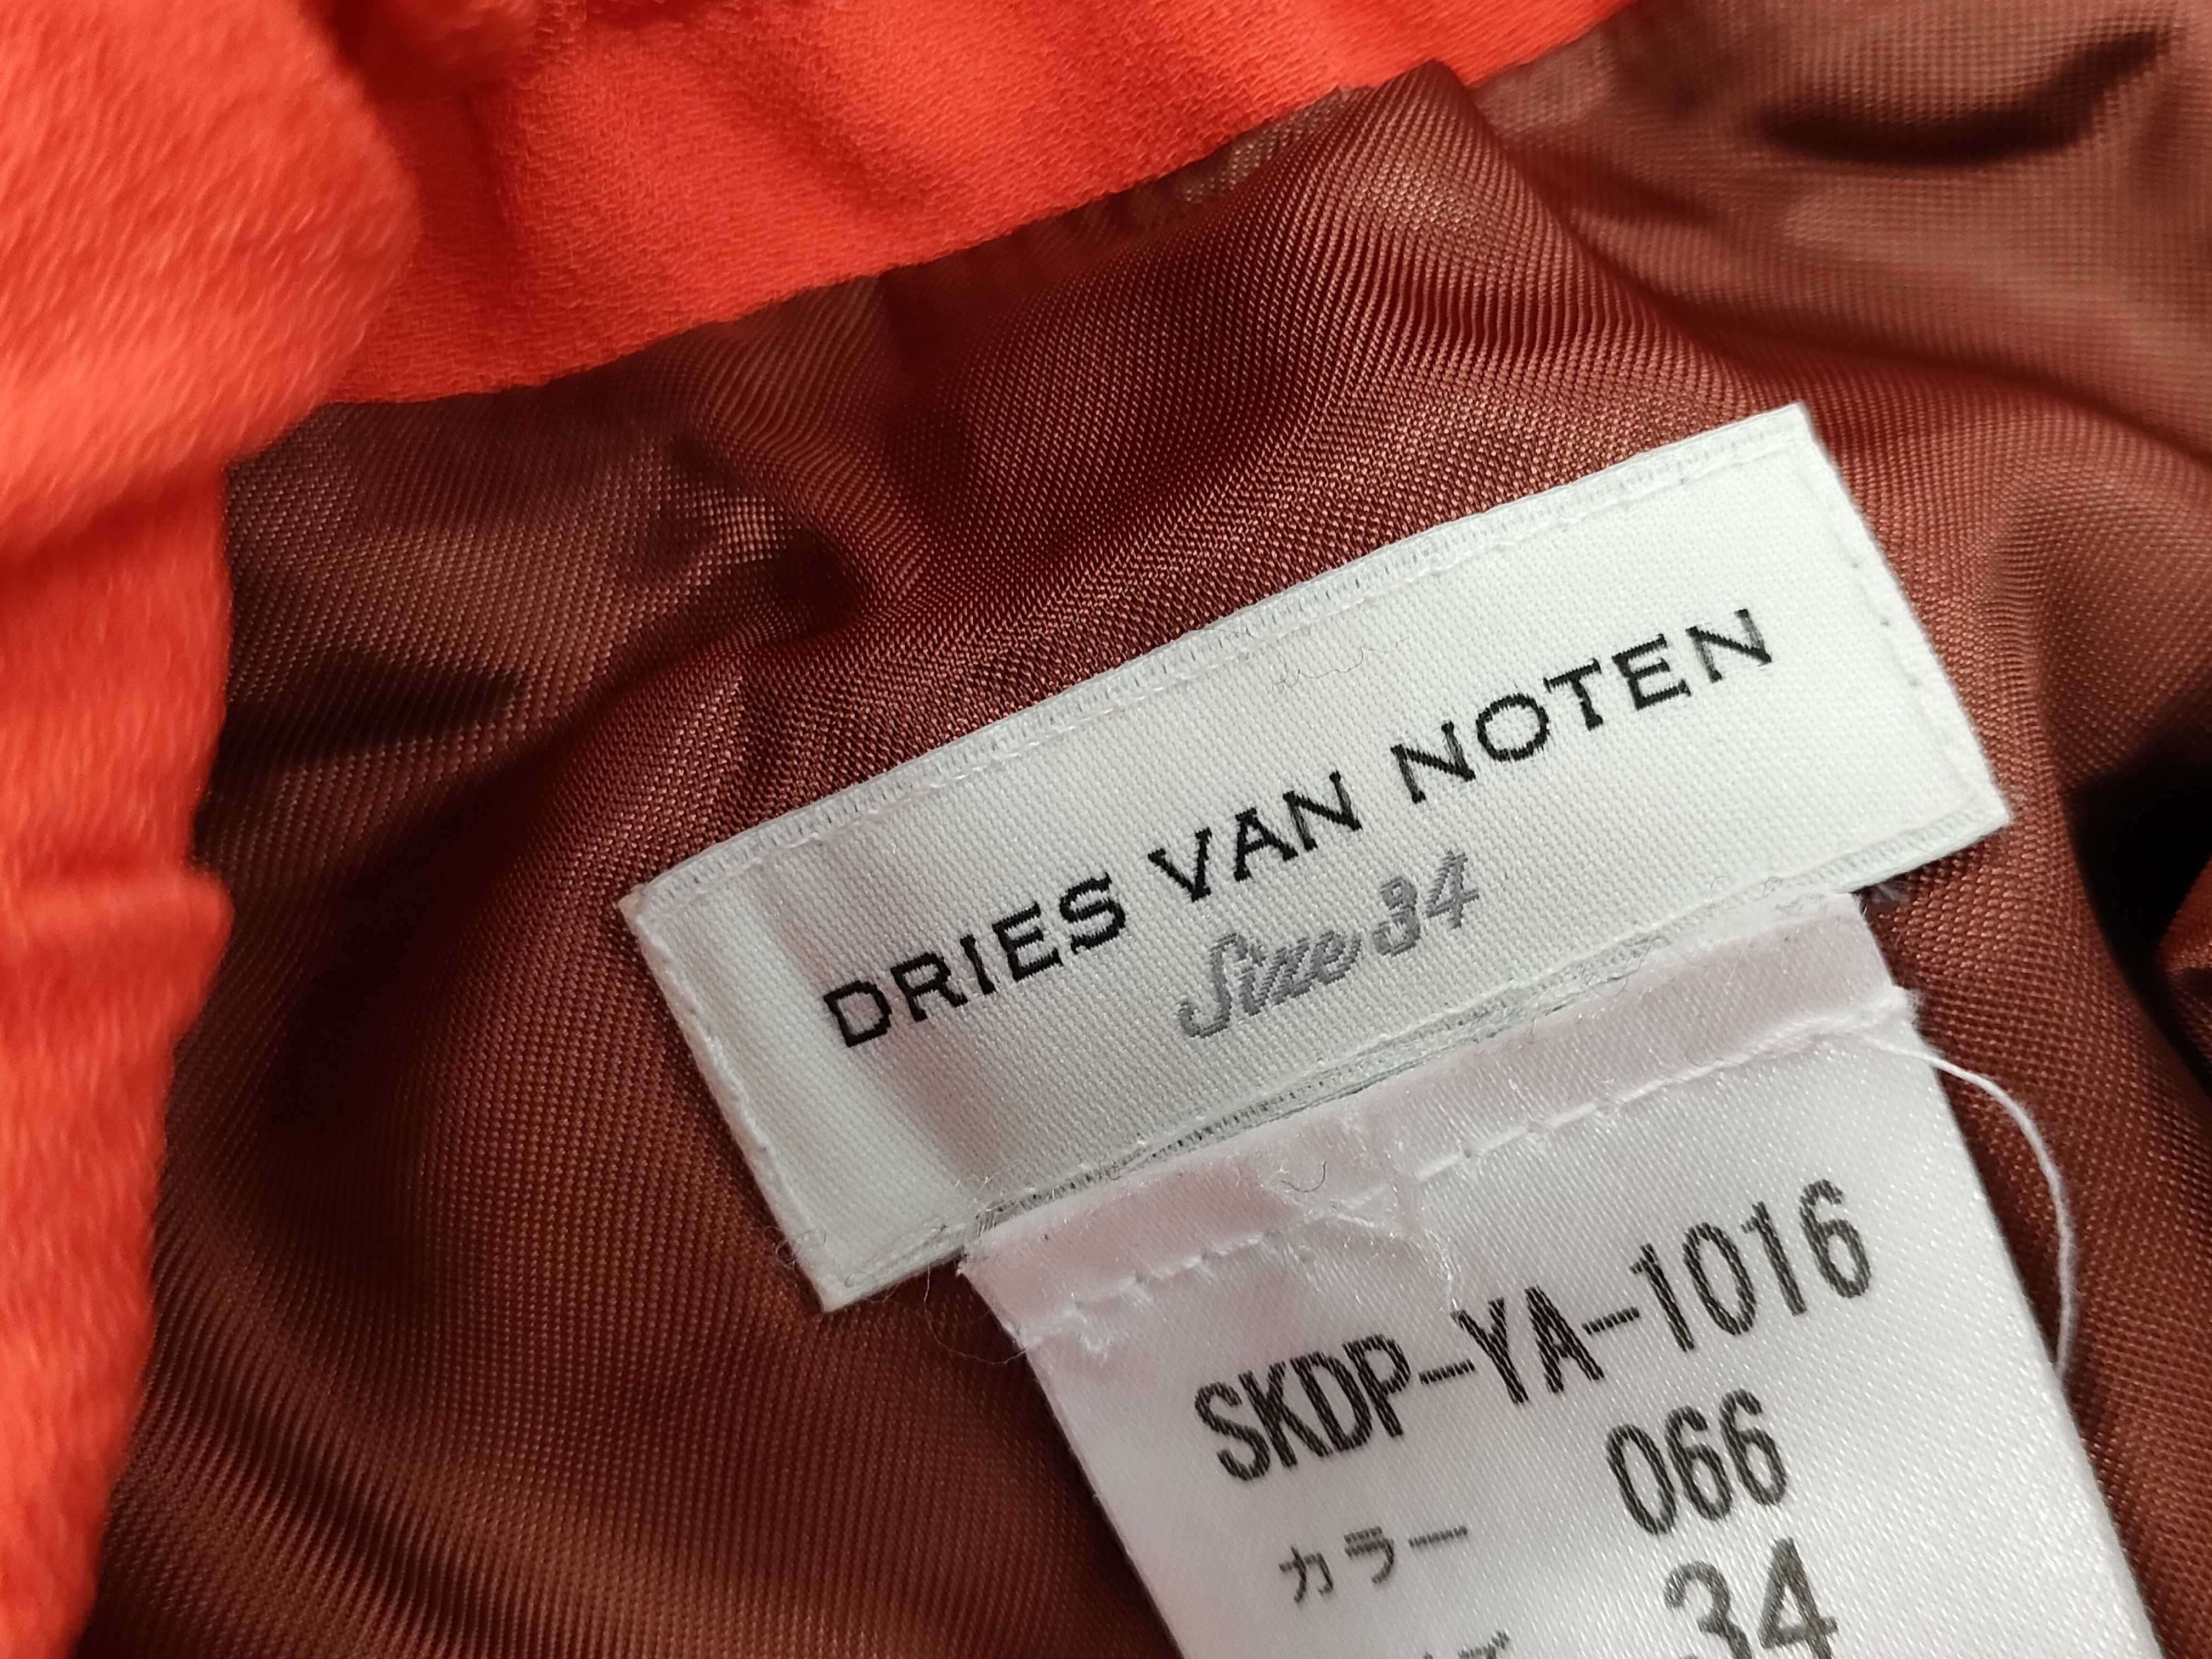 DRIES VAN NOTEN
Size 34
SKDP-YA-1016
カラー 066
34